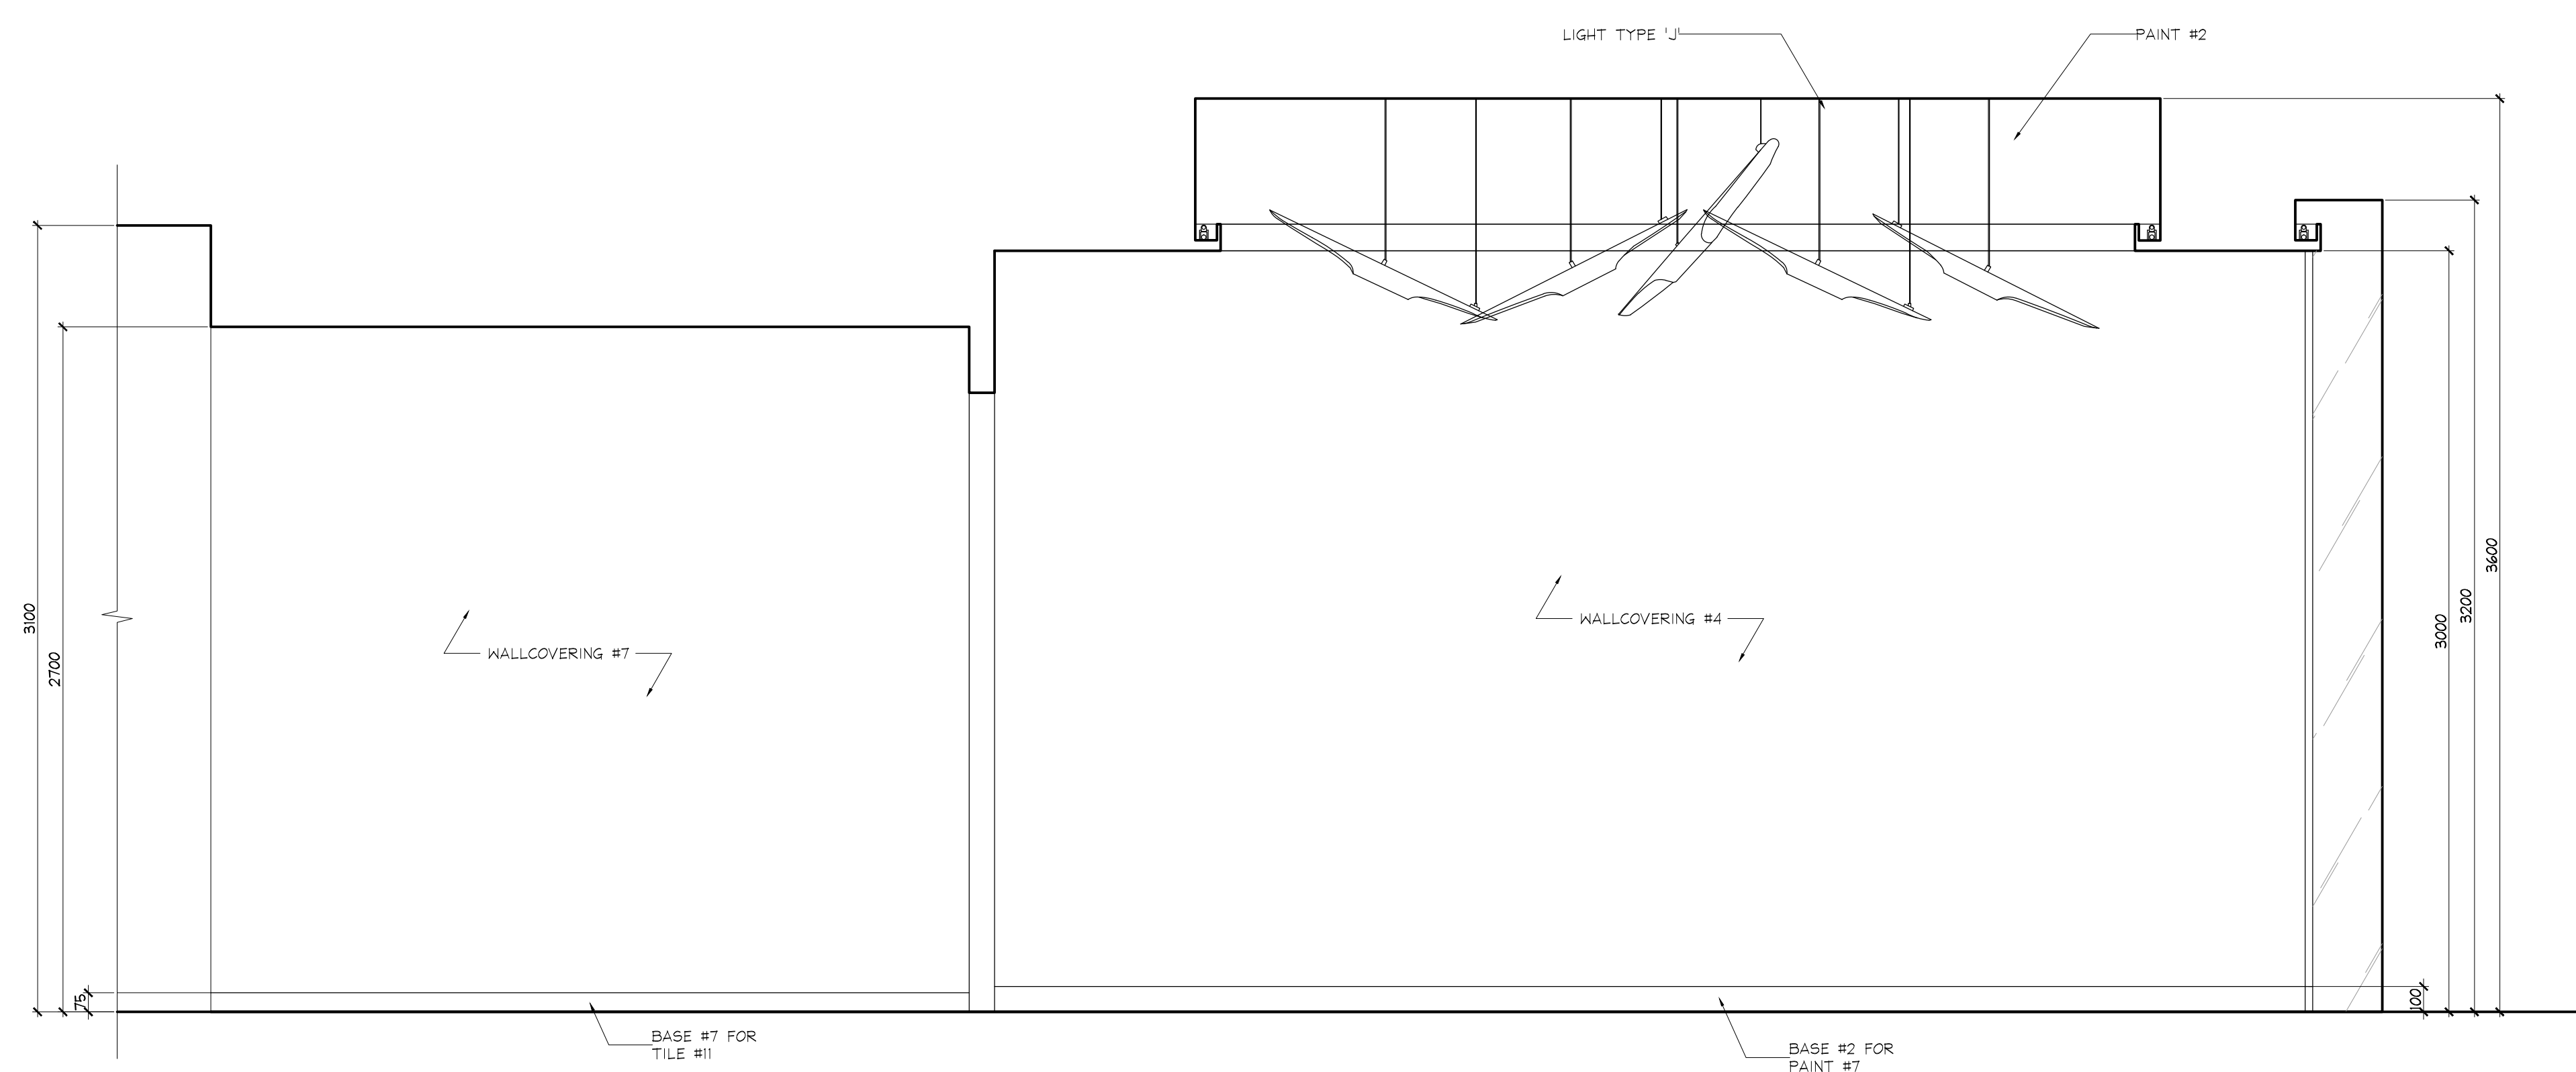 LIGHT TYPE 'J'
PAINT #2
3100
2700
75
WALLCOVERING #7
WALLCOVERING #4
3600
3200
3000
100
BASE #7 FOR
TILE #11
BASE #2 FOR
PAINT #7